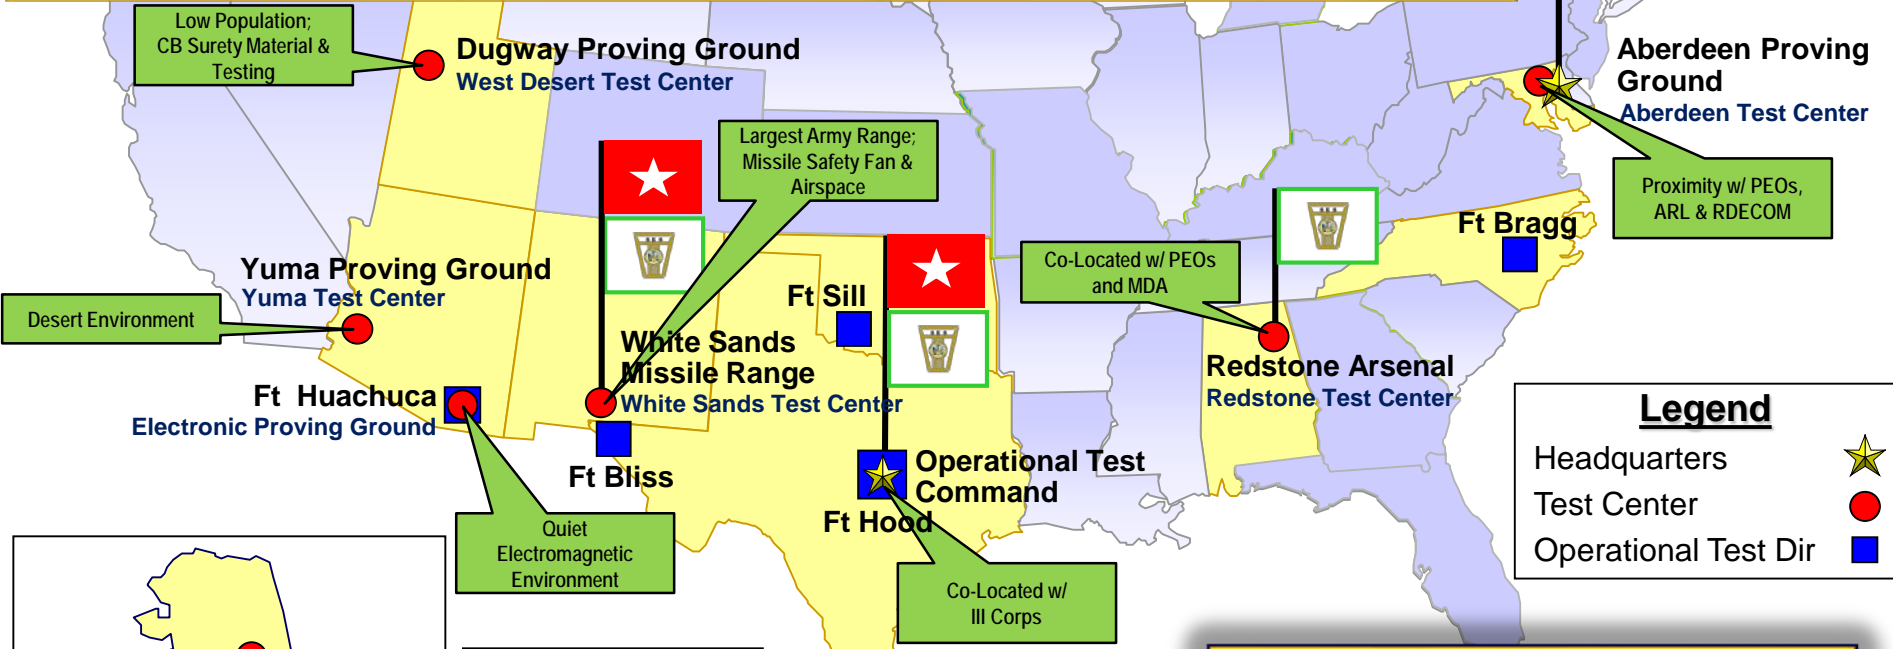 Low Population;
CB Surety Material &
Testing
Dugway Proving Ground
West Desert Test Center
Aberdeen Proving
Ground
Aberdeen Test Center
Largest Army Range;
Missile Safety Fan &
Airspace
Proximity w/ PEOs,
ARL & RDECOM
Ft Bragg
Yuma Proving Ground
Yuma Test Center
Desert Environment
Co-Located w/ PEOs
and MDA
Ft Sill
White Sands
Missile Range
White Sands Test Center
Redstone Arsenal
Redstone Test Center
Ft  Huachuca
Electronic Proving Ground
Ft Bliss
Operational Test
Command
Ft Hood
Quiet
Electromagnetic
Environment
Co-Located w/
III Corps
Legend
Headquarters
Test Center
Operational Test Dir